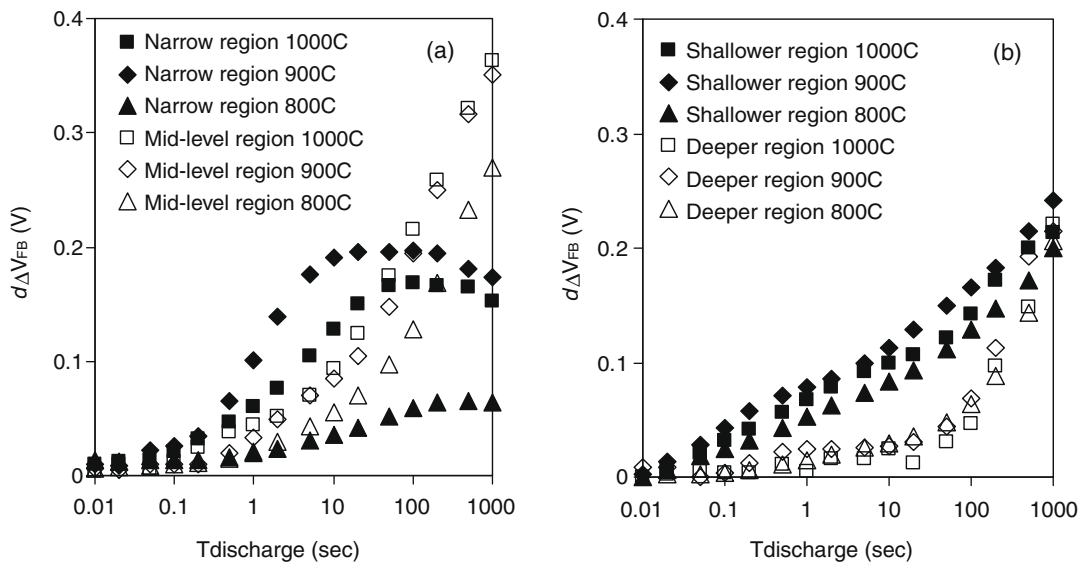 0.4
0.3
0.2
0.1
0
dΔVFB (V)
Narrow region 1000C
Narrow region 900C
Narrow region 800C
Mid-level region 1000C
Mid-level region 900C
Mid-level region 800C
(a)
0.01 0.1 1 10 100 1000
Tdischarge (sec)
0.4
0.3
0.2
0.1
0
dΔVFB (V)
Shallower region 1000C
Shallower region 900C
Shallower region 800C
Deeper region 1000C
Deeper region 900C
Deeper region 800C
(b)
0.01 0.1 1 10 100 1000
Tdischarge (sec)